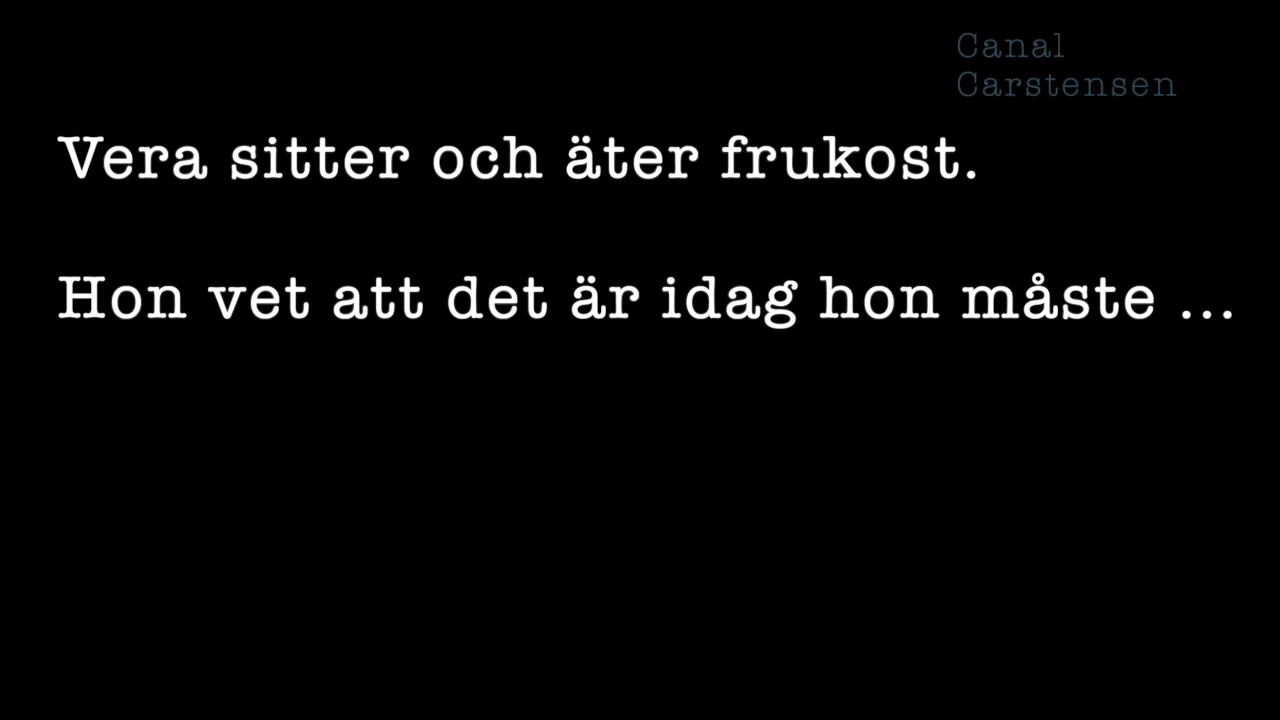 Canal
Carstensen
Vera sitter och äter frukost.
Hon vet att det är idag hon måste ...